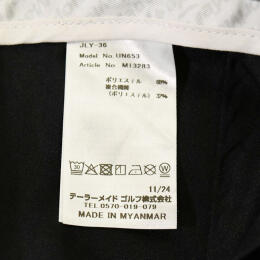 JLY-36
Model No. UN653
Article No. M13283
ポリエステル
複合繊維
(ポリエステル) 37%
11/24
テーラーメイド ゴルフ株式会社
TEL 0570-019-079
MADE IN MYANMAR